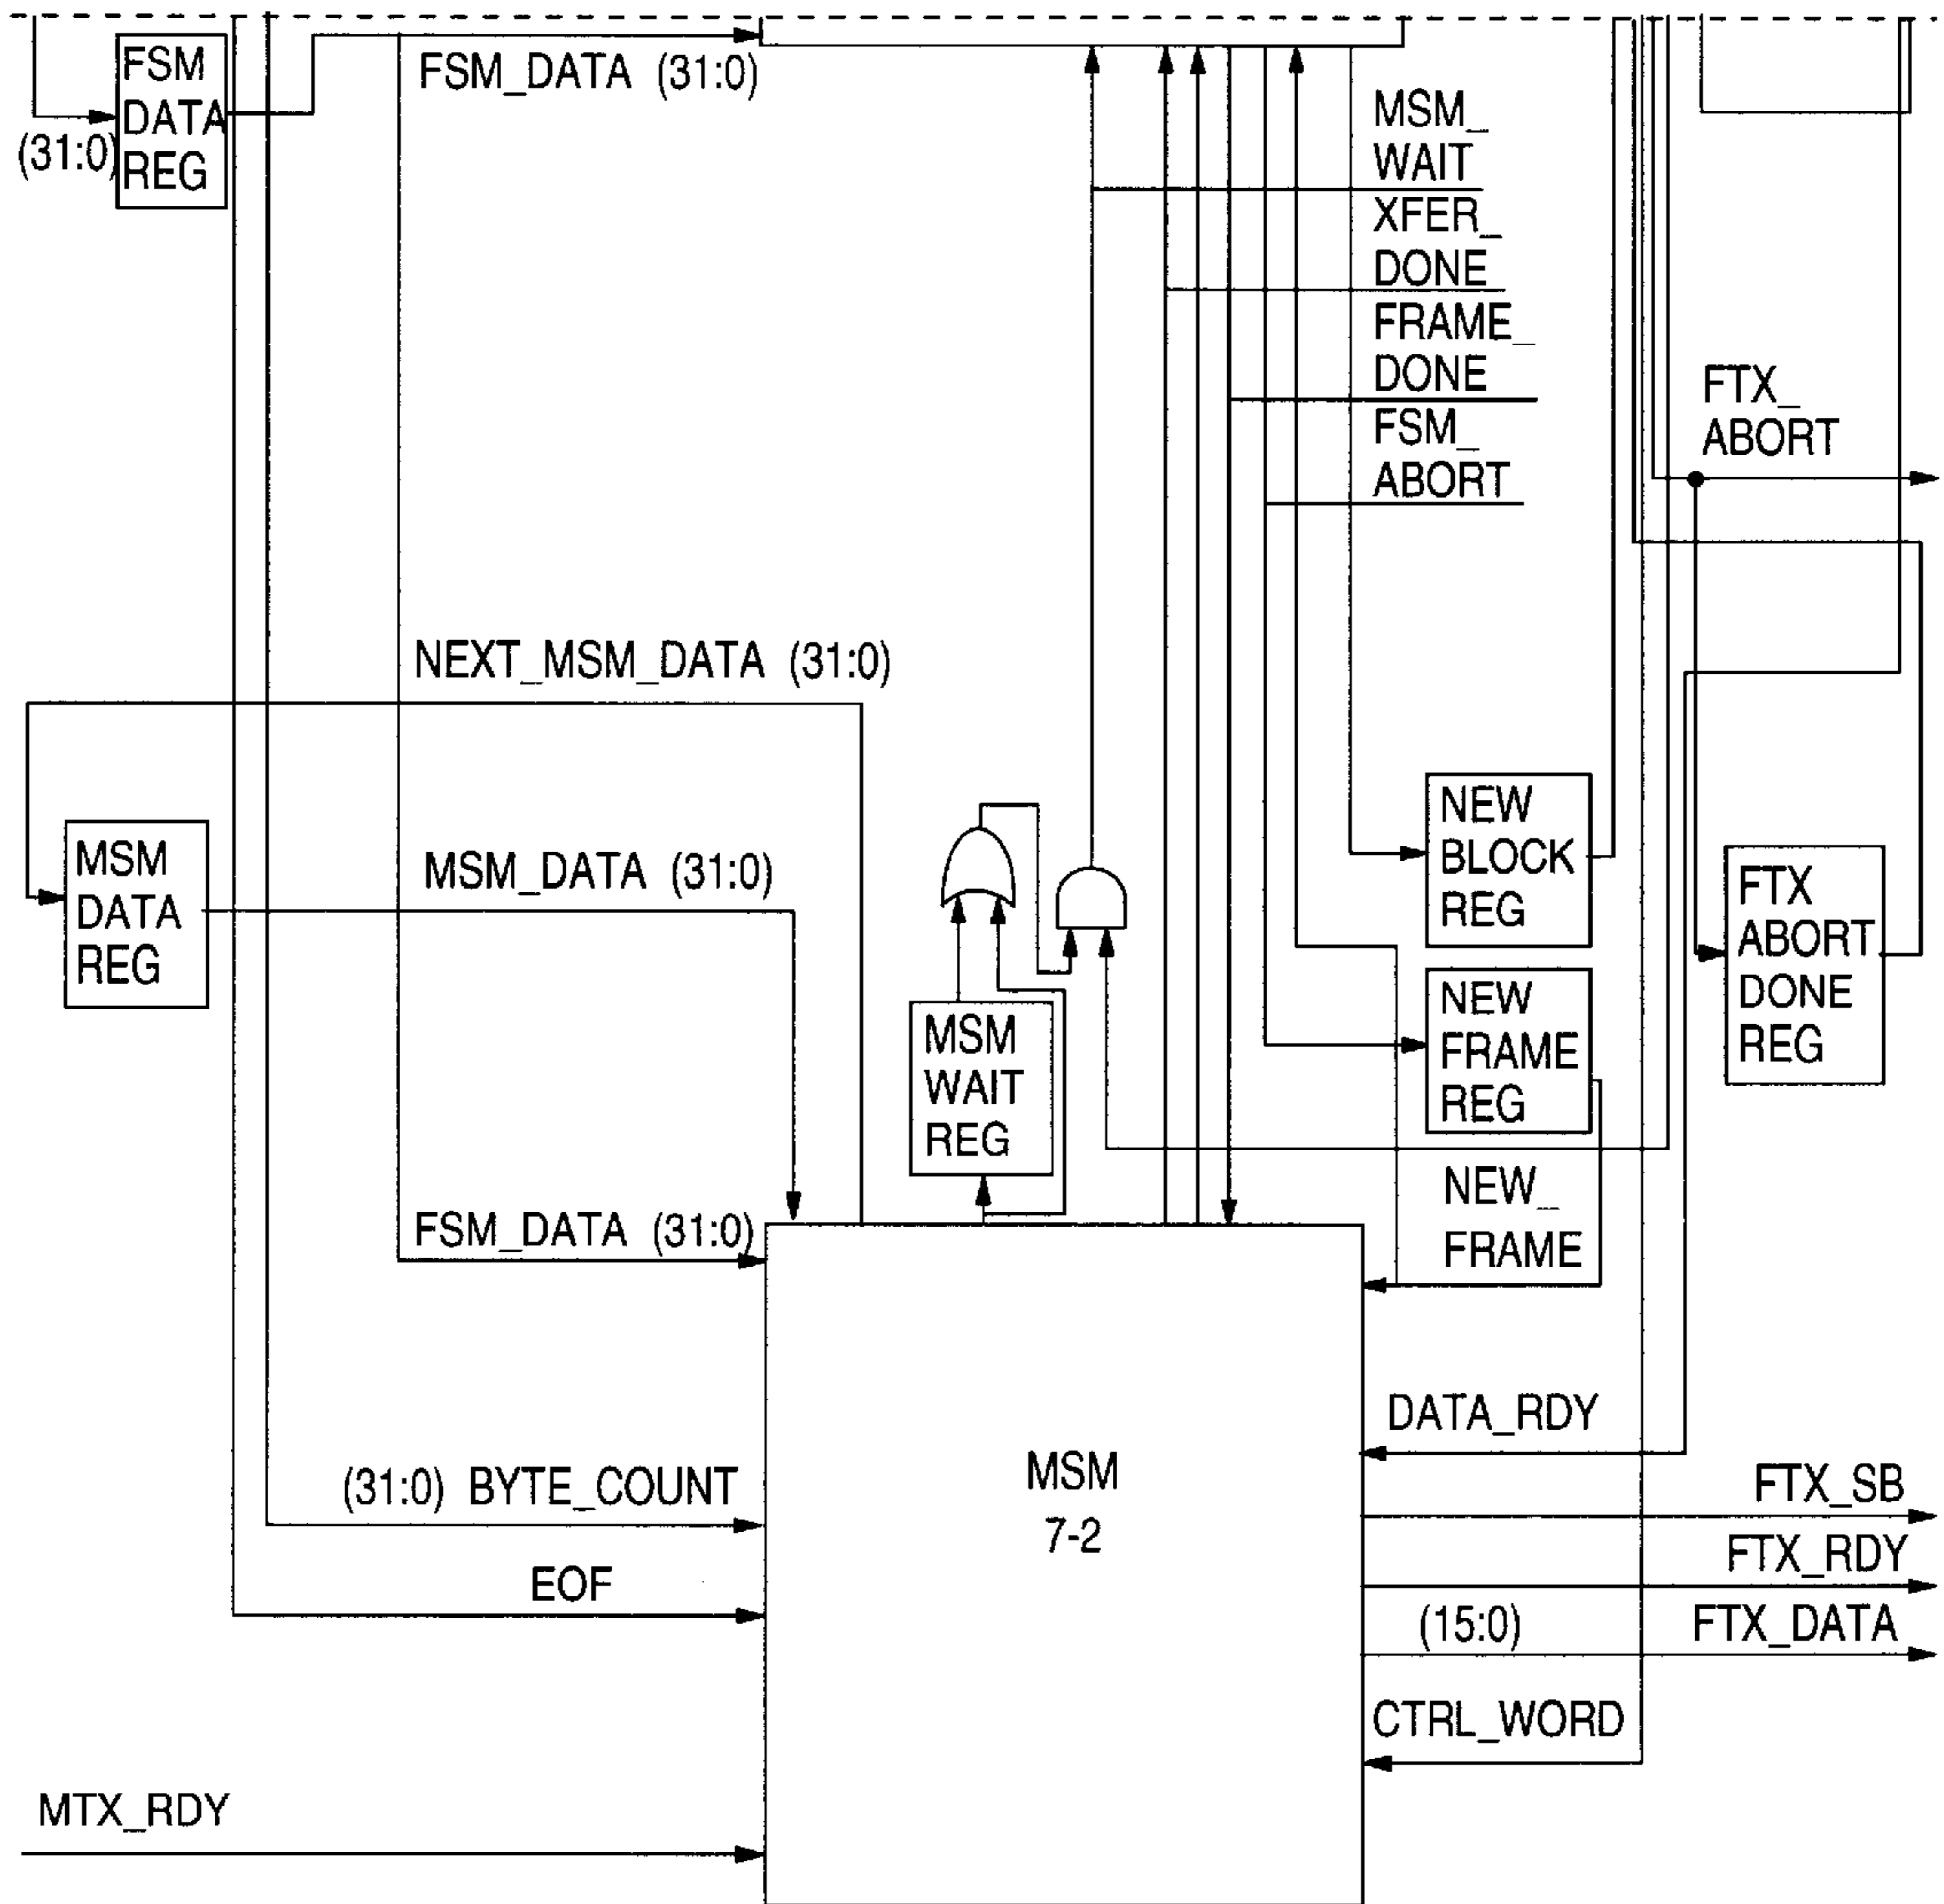 FSM
DATA
REG
(31:0)
FSM_DATA (31:0)
MSM_
WAIT
XFER_
DONE
FRAME_
DONE
FSM_
ABORT
FTX_
ABORT
NEXT_MSM_DATA (31:0)
MSM
DATA
REG
MSM_DATA (31:0)
NEW
BLOCK
REG
FTX
ABORT
DONE
REG
NEW
FRAME
REG
MSM
WAIT
REG
NEW_
FRAME
FSM_DATA (31:0)
DATA_RDY
(31:0) BYTE_COUNT
MSM
7-2
FTX_SB
EOF
FTX_RDY
(15:0) FTX_DATA
CTRL_WORD
MTX_RDY